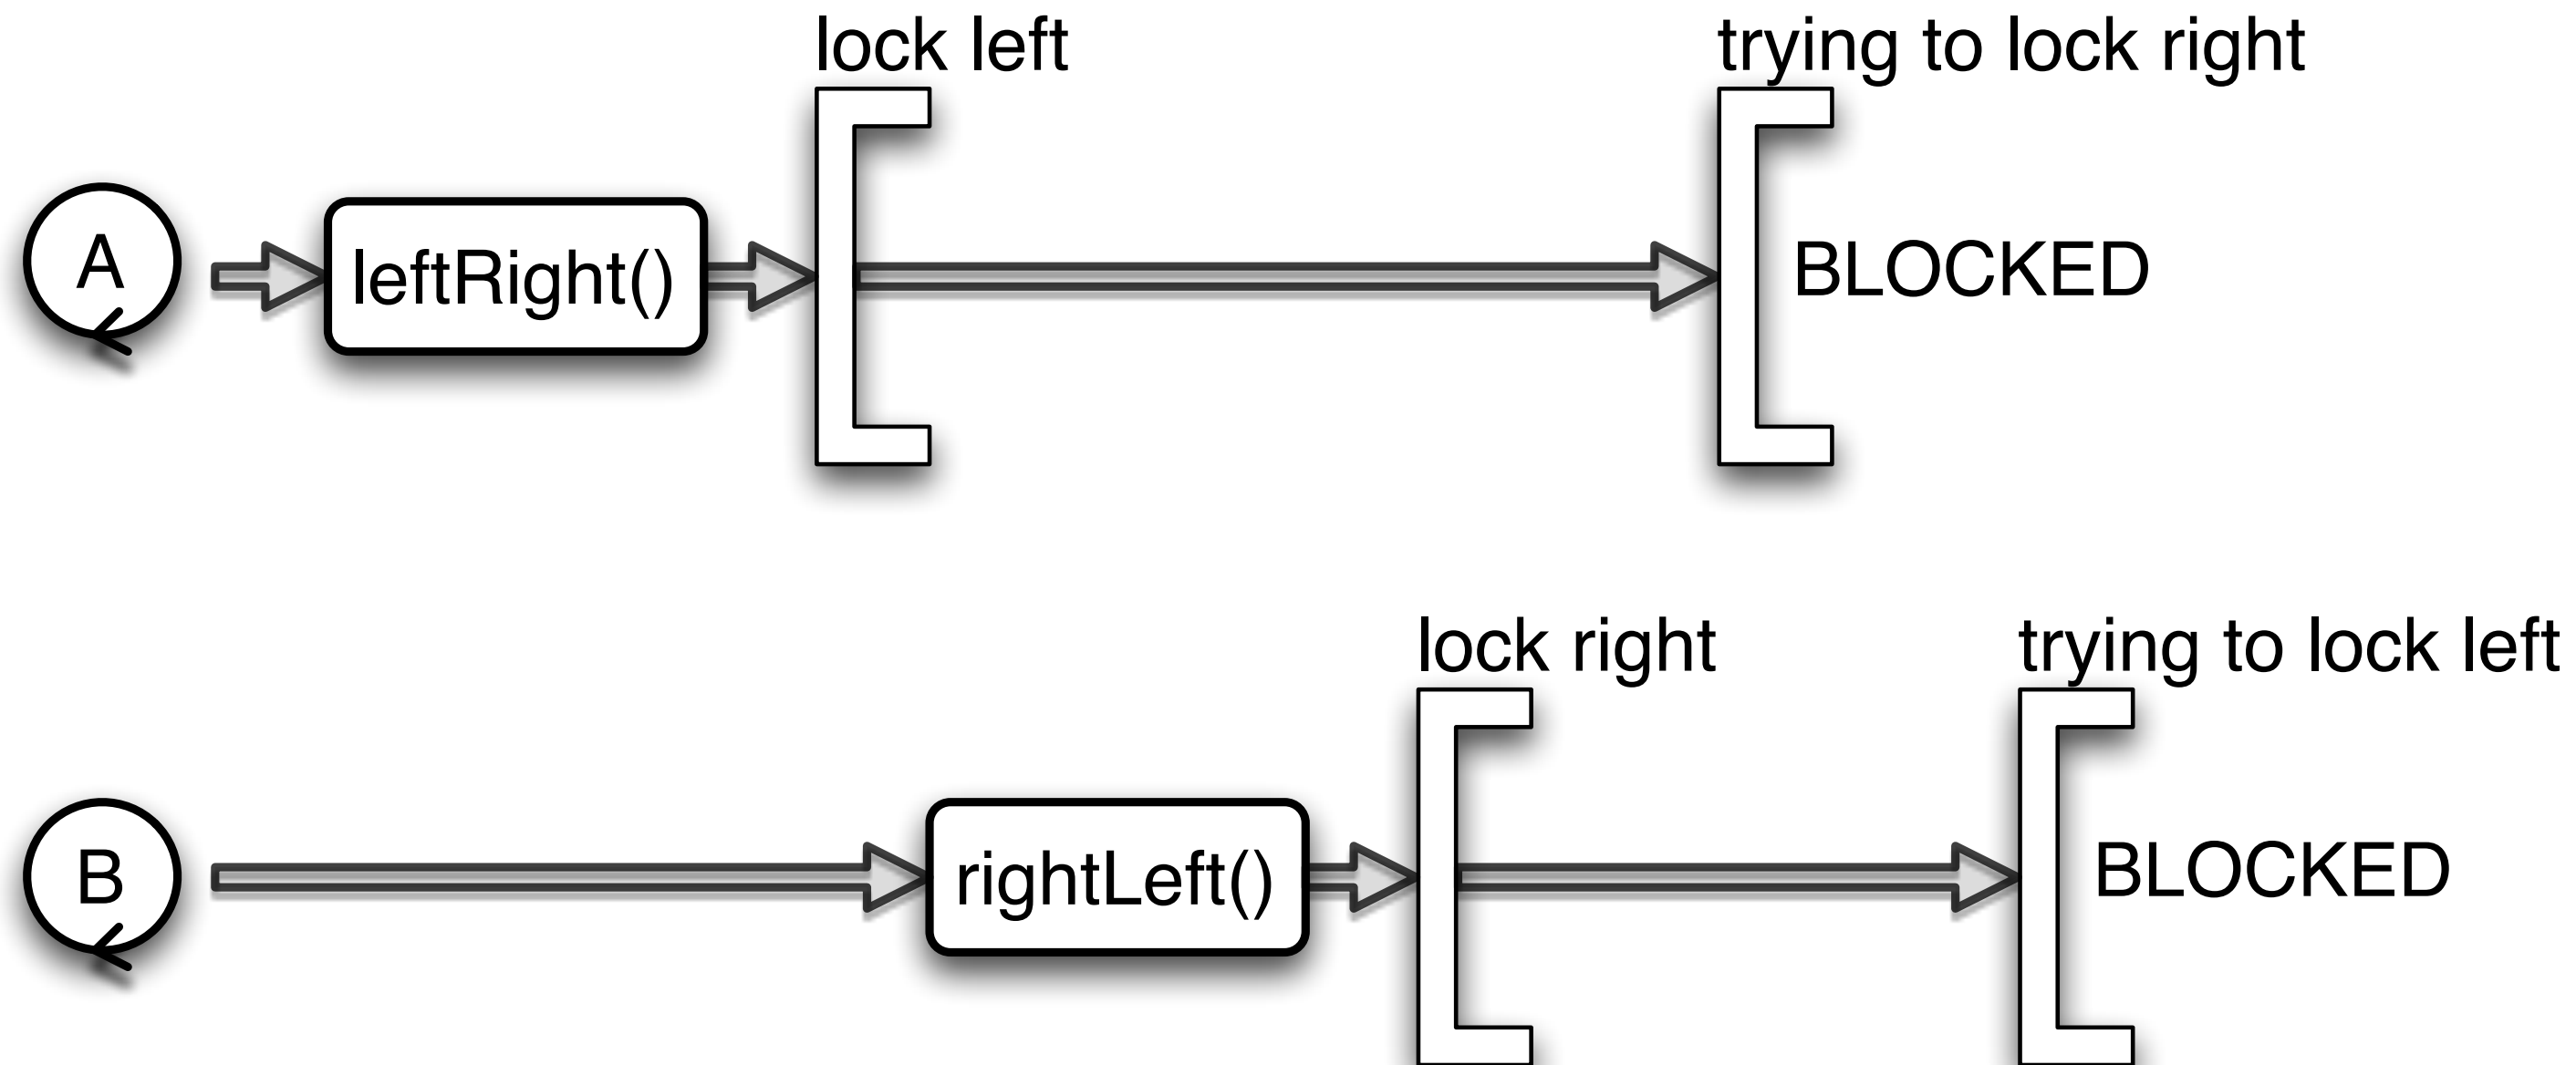 lock left
trying to lock right
A
leftRight()
BLOCKED
lock right
trying to lock left
B
rightLeft()
BLOCKED